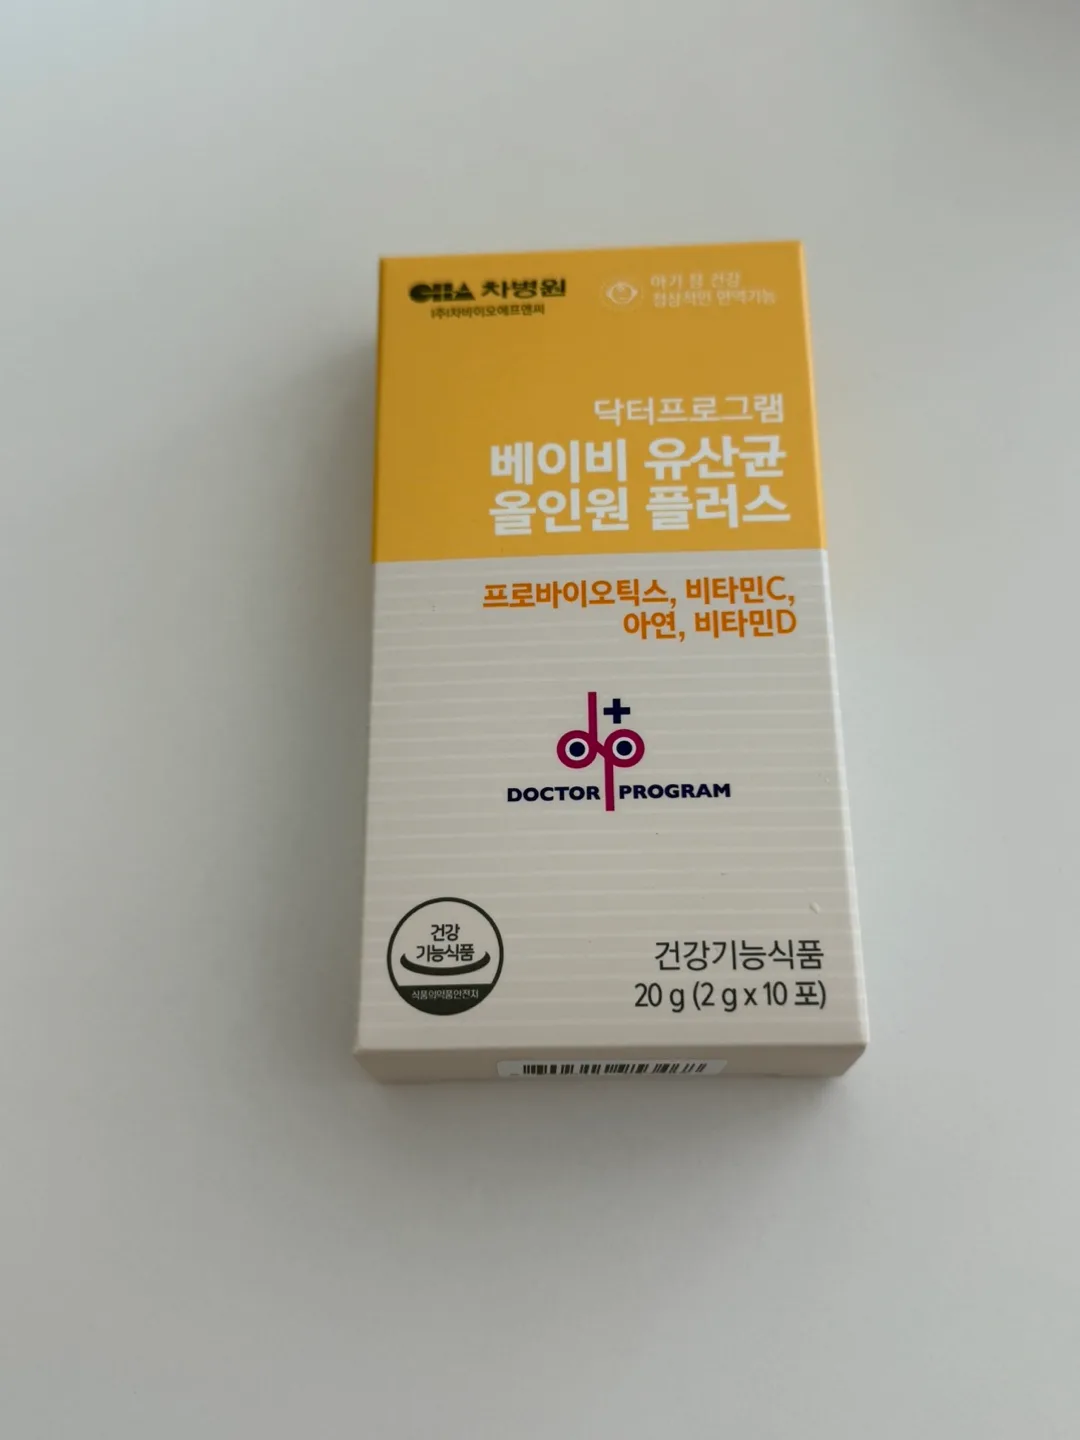 CHA 차병원
(주)차바이오에프앤씨
아기 장 건강
정상적인 면역기능
닥터프로그램
베이비 유산균
올인원 플러스
프로바이오틱스, 비타민C,
아연, 비타민D
DOCTOR PROGRAM
건강
기능식품
식품의약품안전처
건강기능식품
20 g (2 g x 10 포)